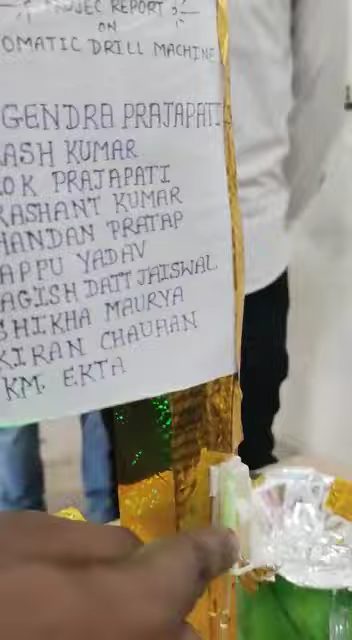 PROJEC REPORT
ON
OMATIC DRILL MACHINE
GENDRA PRAJAPATI
ASH KUMAR
OK PRAJAPATI
RASHANT KUMAR
HANDAN PRATAP
APPU YADAV
AGISH DATT JAISWAL
SHIKHA MAURYA
KIRAN CHAUHAN
KM. EKTA